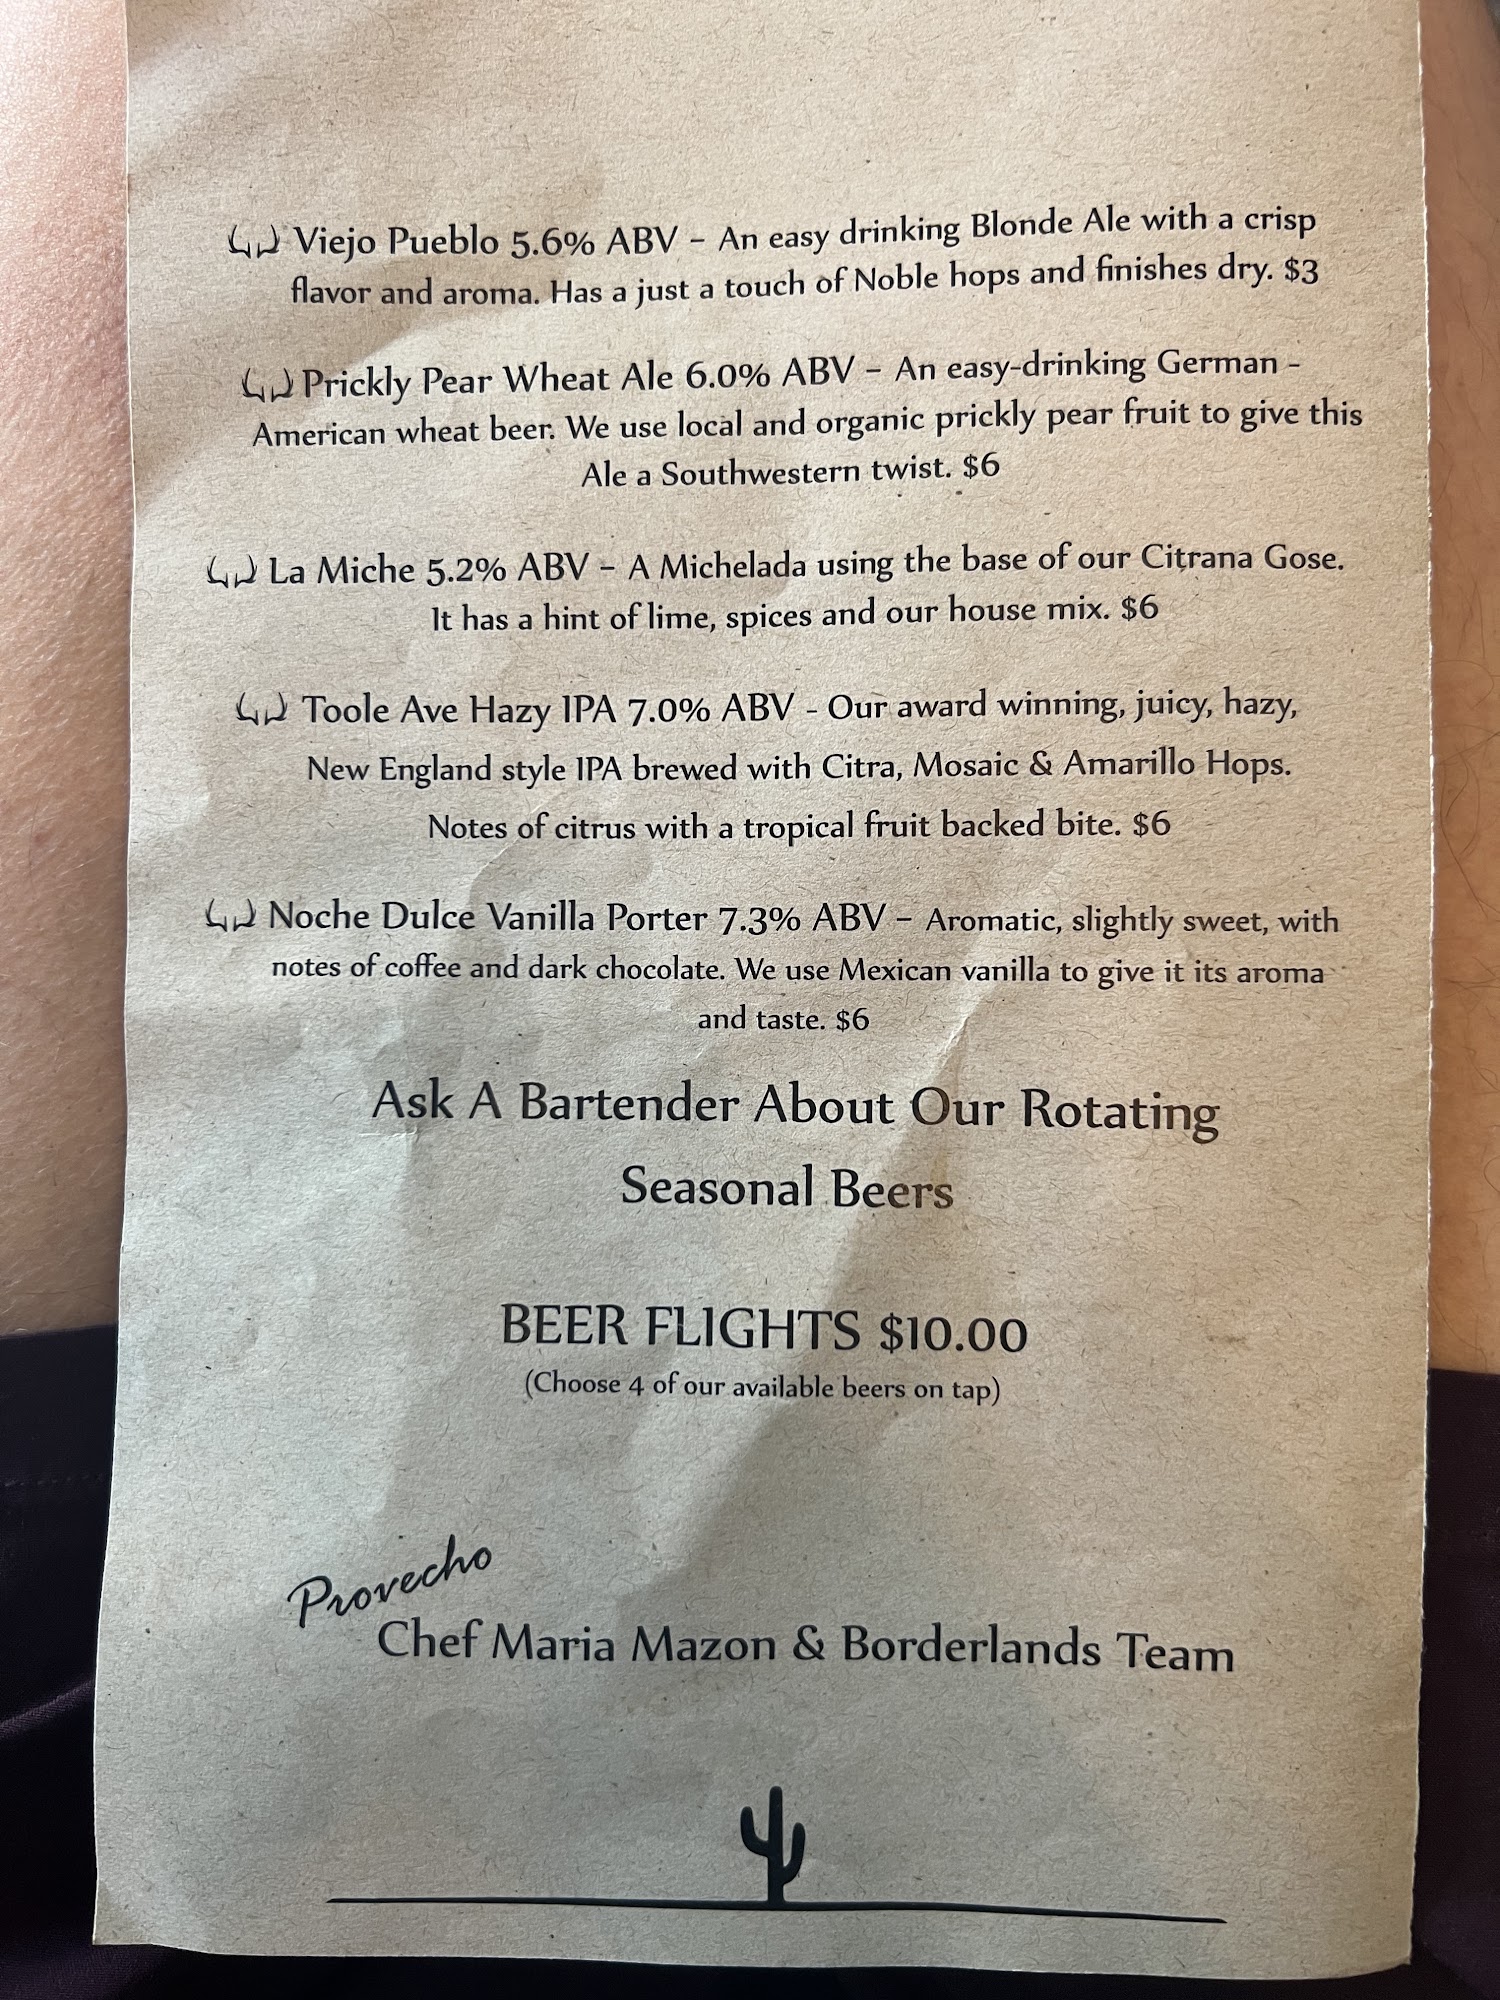 Viejo Pueblo 5.6% ABV – An easy drinking Blonde Ale with a crisp
flavor and aroma. Has a just a touch of Noble hops and finishes dry. $3
Prickly Pear Wheat Ale 6.0% ABV – An easy-drinking German -
American wheat beer. We use local and organic prickly pear fruit to give this
Ale a Southwestern twist. $6
La Miche 5.2% ABV – A Michelada using the base of our Citrana Gose.
It has a hint of lime, spices and our house mix. $6
Toole Ave Hazy IPA 7.0% ABV - Our award winning, juicy, hazy,
New England style IPA brewed with Citra, Mosaic & Amarillo Hops.
Notes of citrus with a tropical fruit backed bite. $6
Noche Dulce Vanilla Porter 7.3% ABV – Aromatic, slightly sweet, with
notes of coffee and dark chocolate. We use Mexican vanilla to give it its aroma
and taste. $6
Ask A Bartender About Our Rotating
Seasonal Beers
BEER FLIGHTS $10.00
(Choose 4 of our available beers on tap)
Provecho
Chef Maria Mazon & Borderlands Team